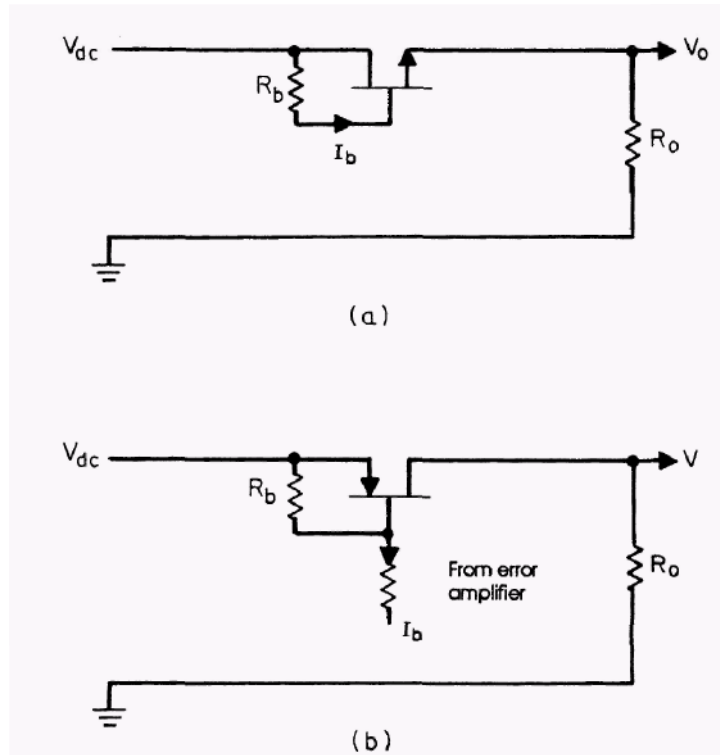 Vdc
Vo
Rb
Ib
Ro
(a)
Vdc
V
Rb
From error
amplifier
Ro
Ib
(b)